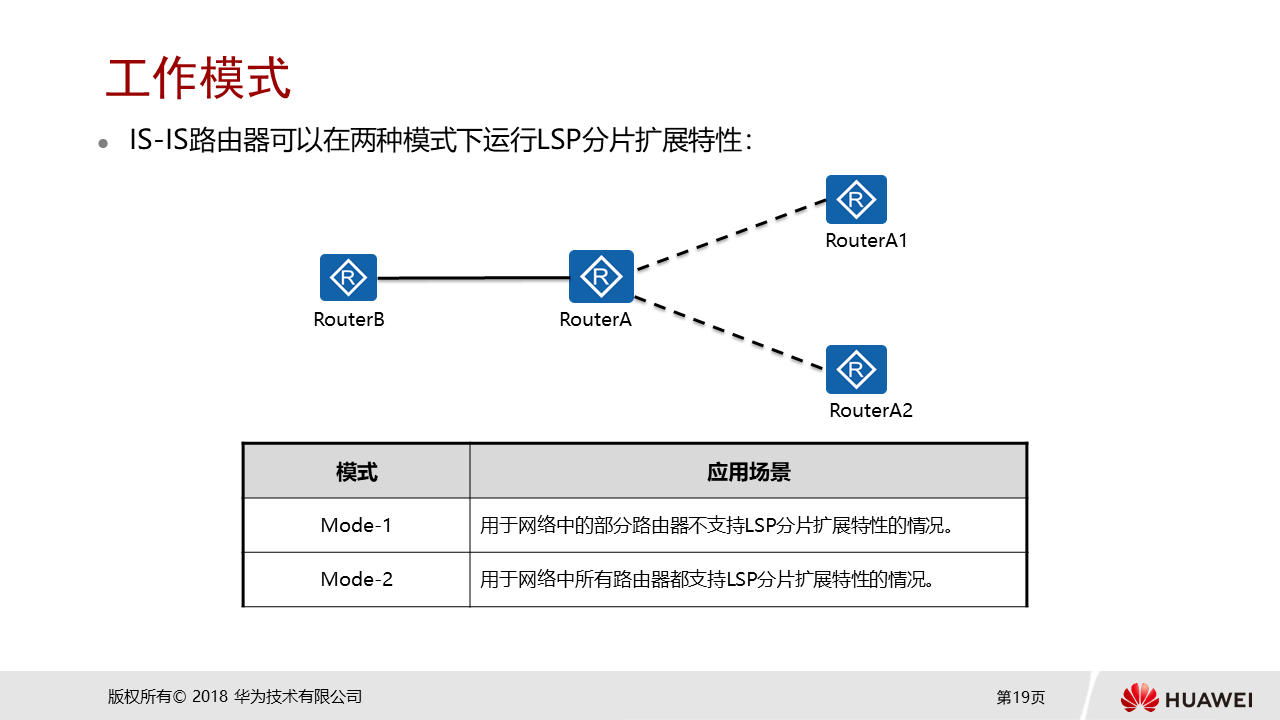 工作模式
IS-IS路由器可以在两种模式下运行LSP分片扩展特性：
R
RouterA1
R
RouterB
R
RouterA
R
RouterA2
模式 应用场景
Mode-1 用于网络中的部分路由器不支持LSP分片扩展特性的情况。
Mode-2 用于网络中所有路由器都支持LSP分片扩展特性的情况。
版权所有© 2018 华为技术有限公司
第19页
HUAWEI